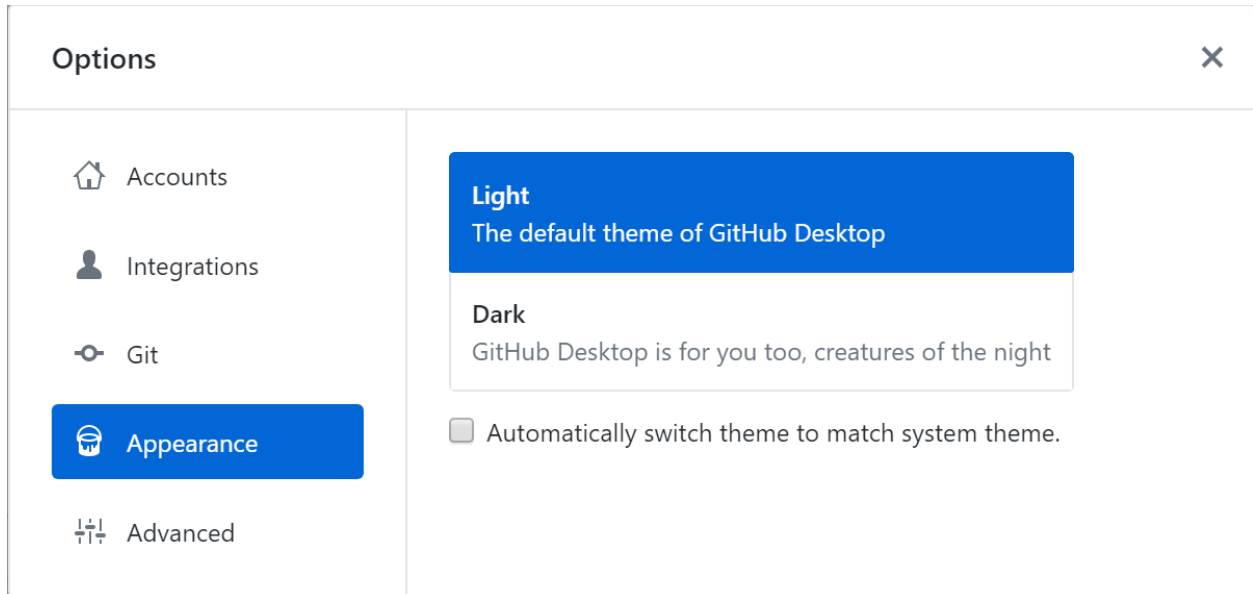 Options
Accounts
Integrations
Git
Appearance
Advanced
Light
The default theme of GitHub Desktop
Dark
GitHub Desktop is for you too, creatures of the night
Automatically switch theme to match system theme.